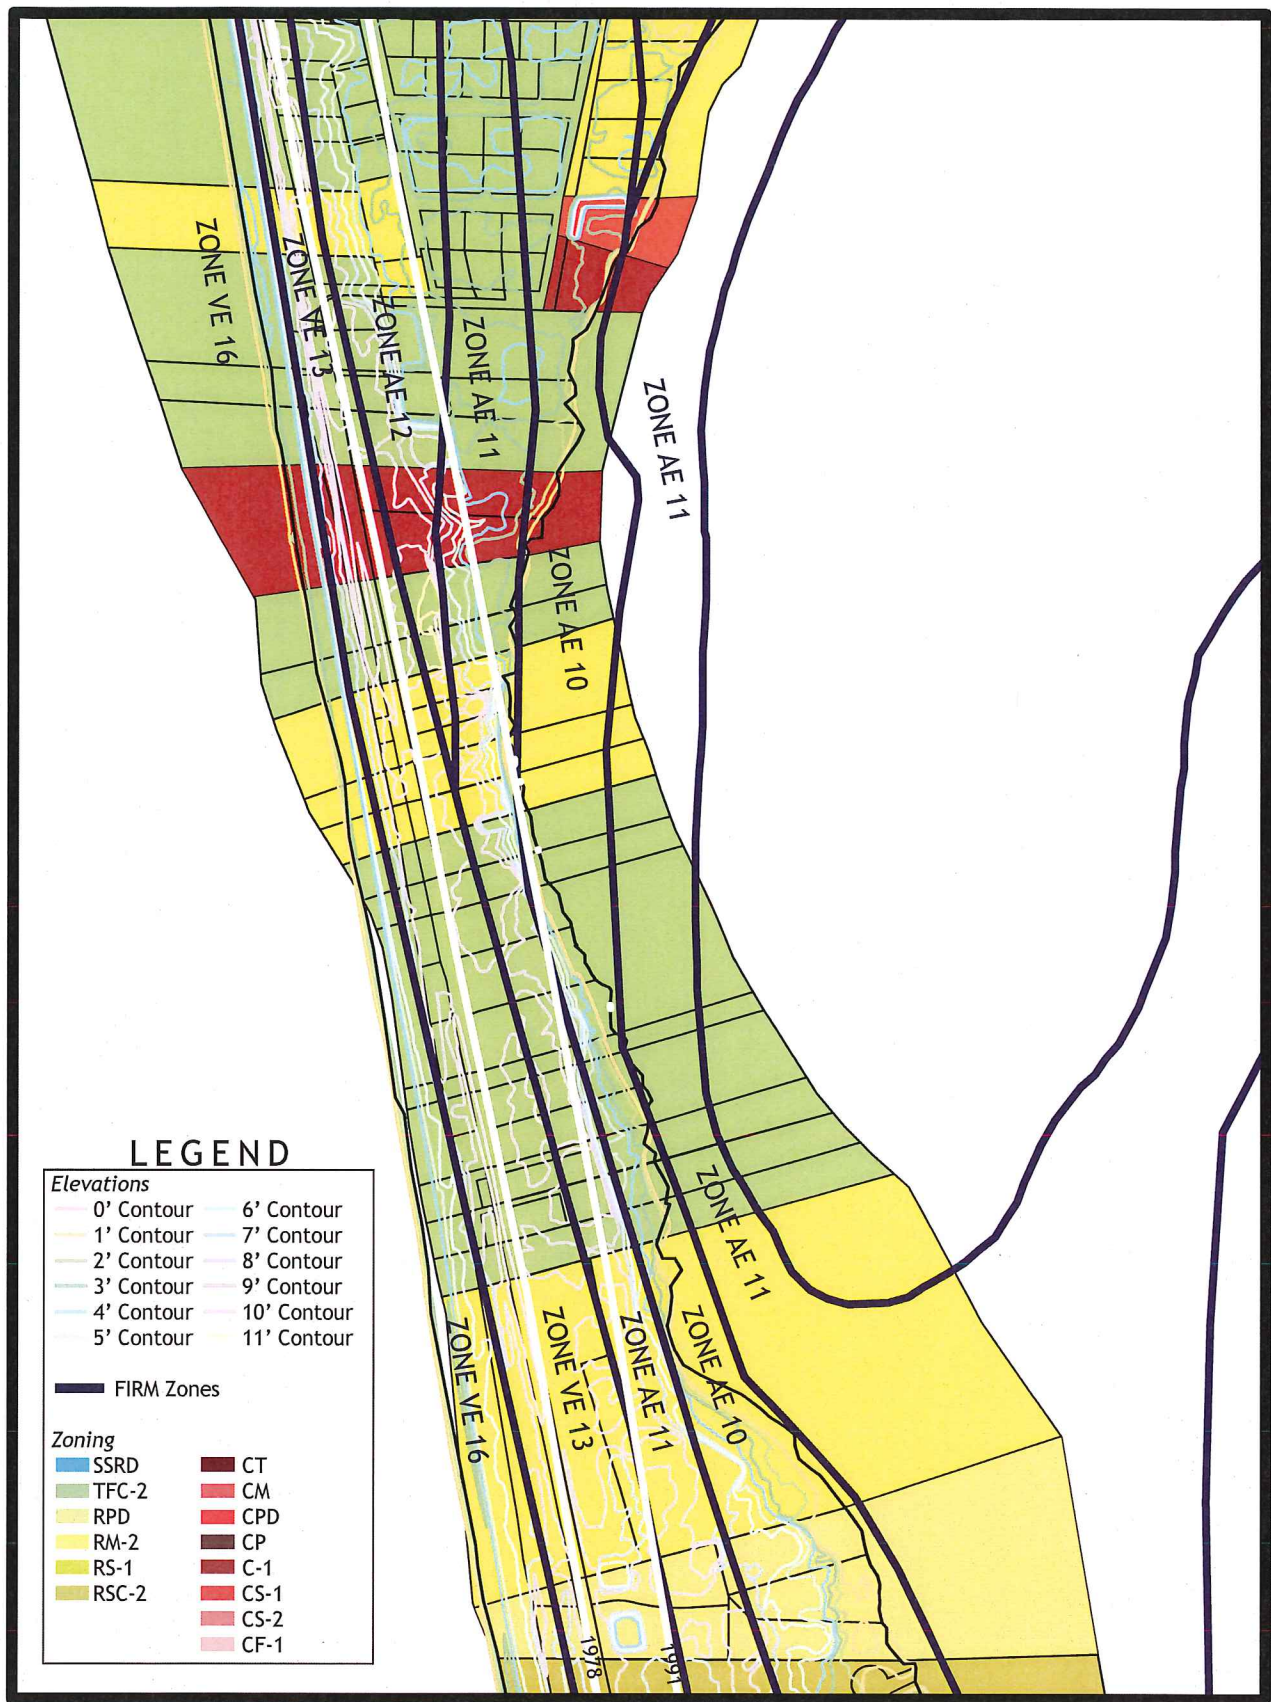 ZONE VE 16
ZONE VE 13
ZONE AE 12
ZONE AE 11
ZONE AE 11
ZONE AE 10
ZONE AE 11
ZONE VE 16
ZONE VE 13
ZONE AE 11
ZONE AE 10
1978
1991
LEGEND
Elevations
0' Contour
1' Contour
2' Contour
3' Contour
4' Contour
5' Contour
6' Contour
7' Contour
8' Contour
9' Contour
10' Contour
11' Contour
FIRM Zones
Zoning
SSRD
TFC-2
RPD
RM-2
RS-1
RSC-2
CT
CM
CPD
CP
C-1
CS-1
CS-2
CF-1